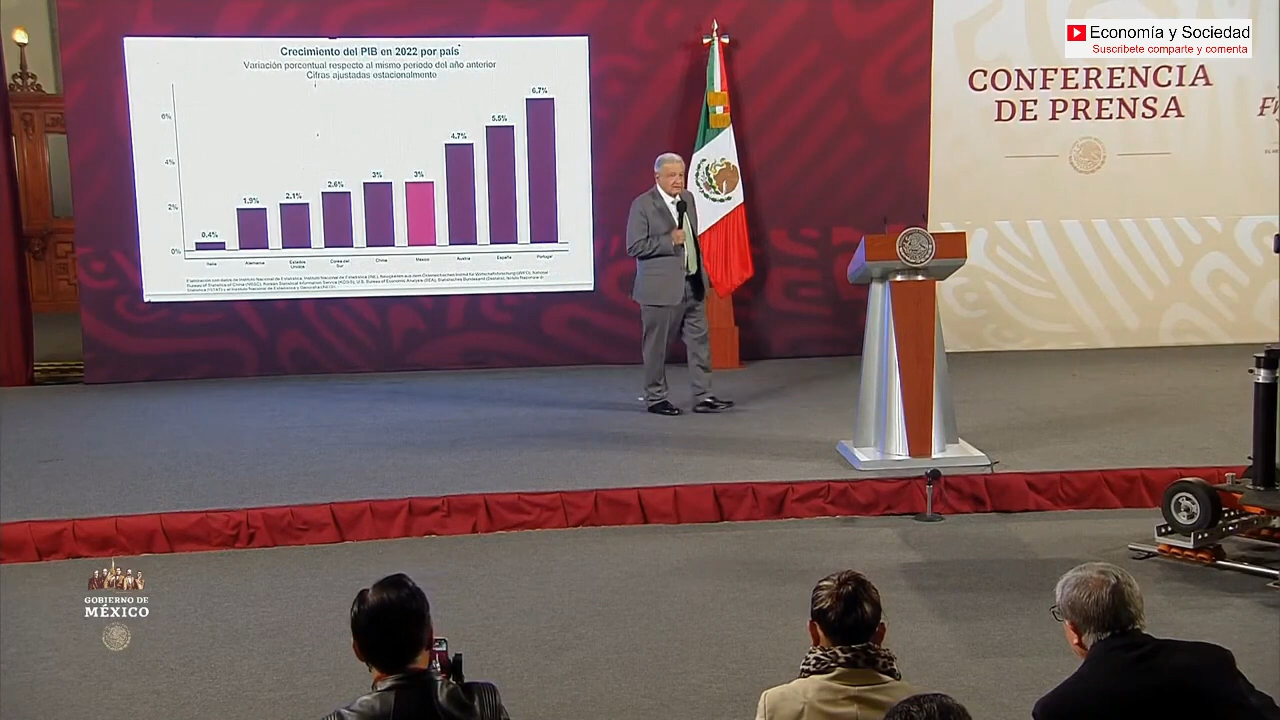 Economía y Sociedad
Suscribete comparte y comenta
CONFERENCIA
DE PRENSA
Crecimiento del PIB en 2022 por país*
Variación porcentual respecto al mismo periodo del año anterior
Cifras ajustadas estacionalmente
6%
4%
2%
0%
0.4%
1.9%
2.1%
2.6%
3%
3%
4.7%
5.5%
6.7%
Italia
Alemania
Estados
Unidos
Corea del
Sur
China
México
Austria
España
Portugal
GOBIERNO DE
MÉXICO